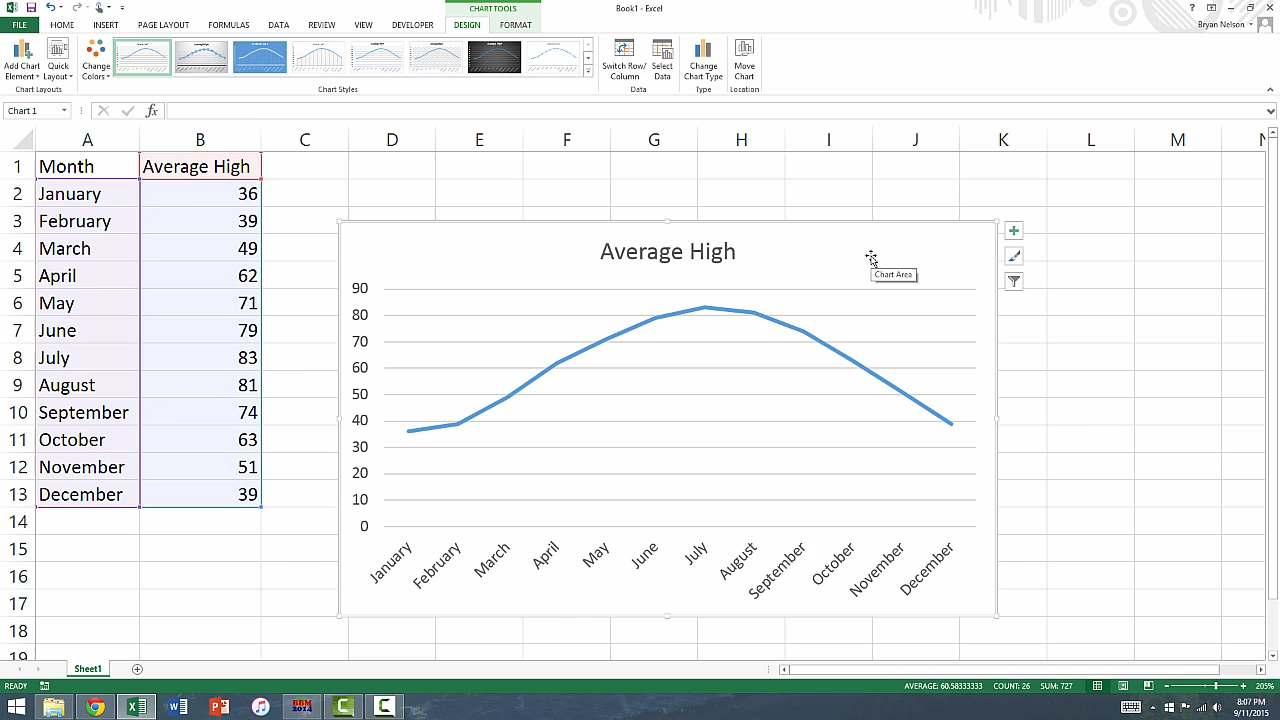 CHART TOOLS
Book1 - Excel
FILE HOME INSERT PAGE LAYOUT FORMULAS DATA REVIEW VIEW DEVELOPER DESIGN FORMAT
Bryan Nelson
Add Chart Element
Quick Layout
Change Colors
Switch Row/ Column
Select Data
Change Chart Type
Move Chart
Chart Layouts
Chart Styles
Data
Type
Location
Chart 1
fx
A B C D E F G H I J K L M N
1 Month Average High
2 January 36
3 February 39
4 March 49
5 April 62
6 May 71
7 June 79
8 July 83
9 August 81
10 September 74
11 October 63
12 November 51
13 December 39
14
15
16
17
18
19
Average High
Chart Area
90
80
70
60
50
40
30
20
10
0
January February March April May June July August September October November December
Sheet1
READY
AVERAGE: 60.58333333 COUNT: 26 SUM: 727
205%
BBM
2014
8:07 PM
9/11/2015